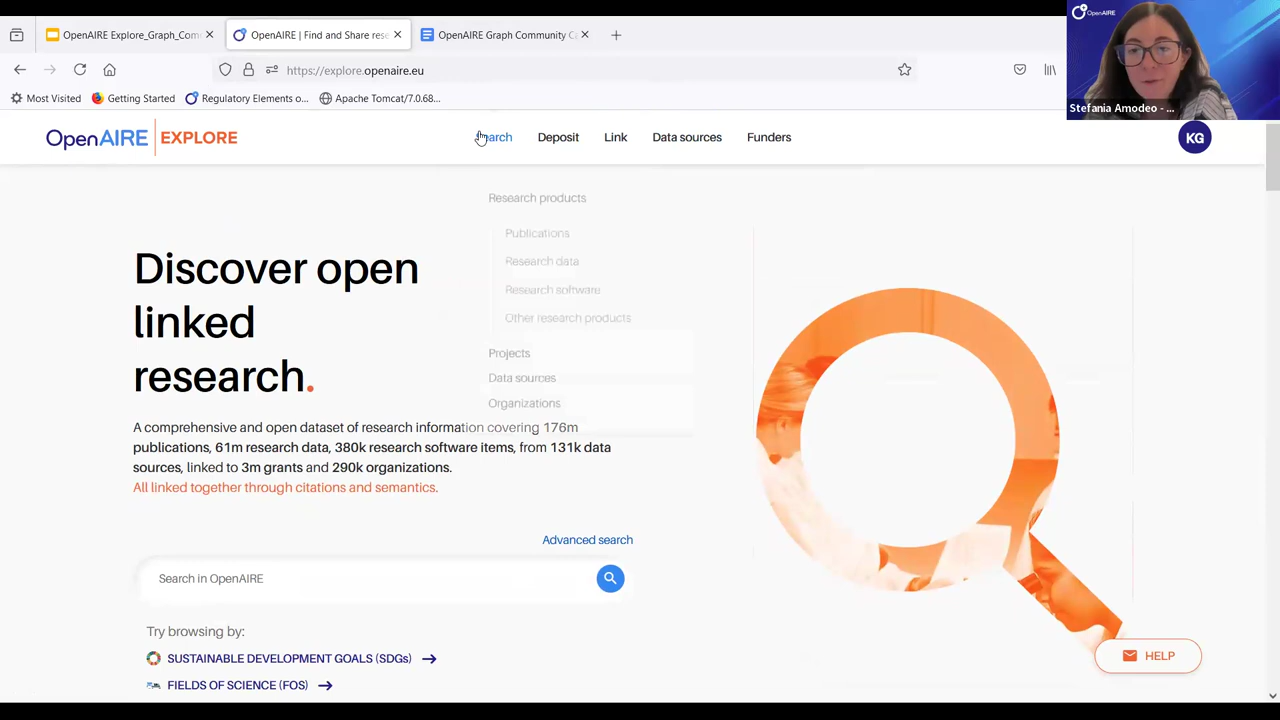 OpenAIRE Explore_Graph_Com
OpenAIRE | Find and Share rese
OpenAIRE Graph Community Ca
https://explore.openaire.eu
Most Visited
Getting Started
Regulatory Elements o...
Apache Tomcat/7.0.68...
OpenAIRE
Stefania Amodeo - ...
OpenAIRE EXPLORE
Deposit
Link
Data sources
Funders
KG
Research products
Publications
Research data
Research software
Other research products
Projects
Data sources
Organizations
Discover open
linked
research.
A comprehensive and open dataset of research information covering 176m
publications, 61m research data, 380k research software items, from 131k data
sources, linked to 3m grants and 290k organizations.
All linked together through citations and semantics.
Advanced search
Search in OpenAIRE
Try browsing by:
SUSTAINABLE DEVELOPMENT GOALS (SDGs)
FIELDS OF SCIENCE (FOS)
HELP